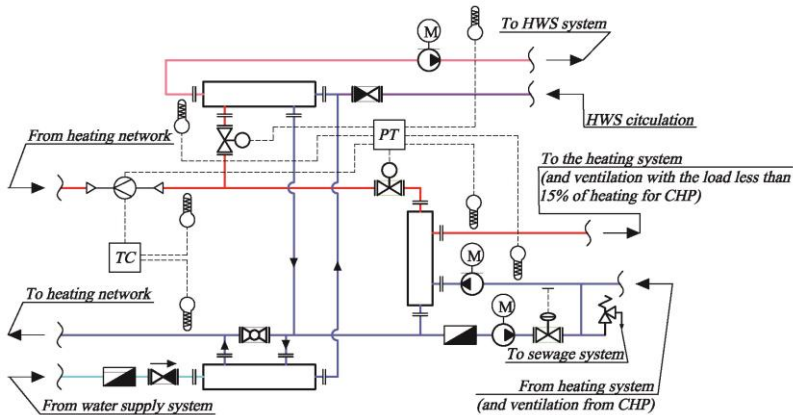 M
To HWS system
HWS citculation
From heating network
PT
To the heating system
(and ventilation with the load less than
15% of heating for CHP)
TC
M
To heating network
M
To sewage system
From heating system
(and ventilation from CHP)
From water supply system